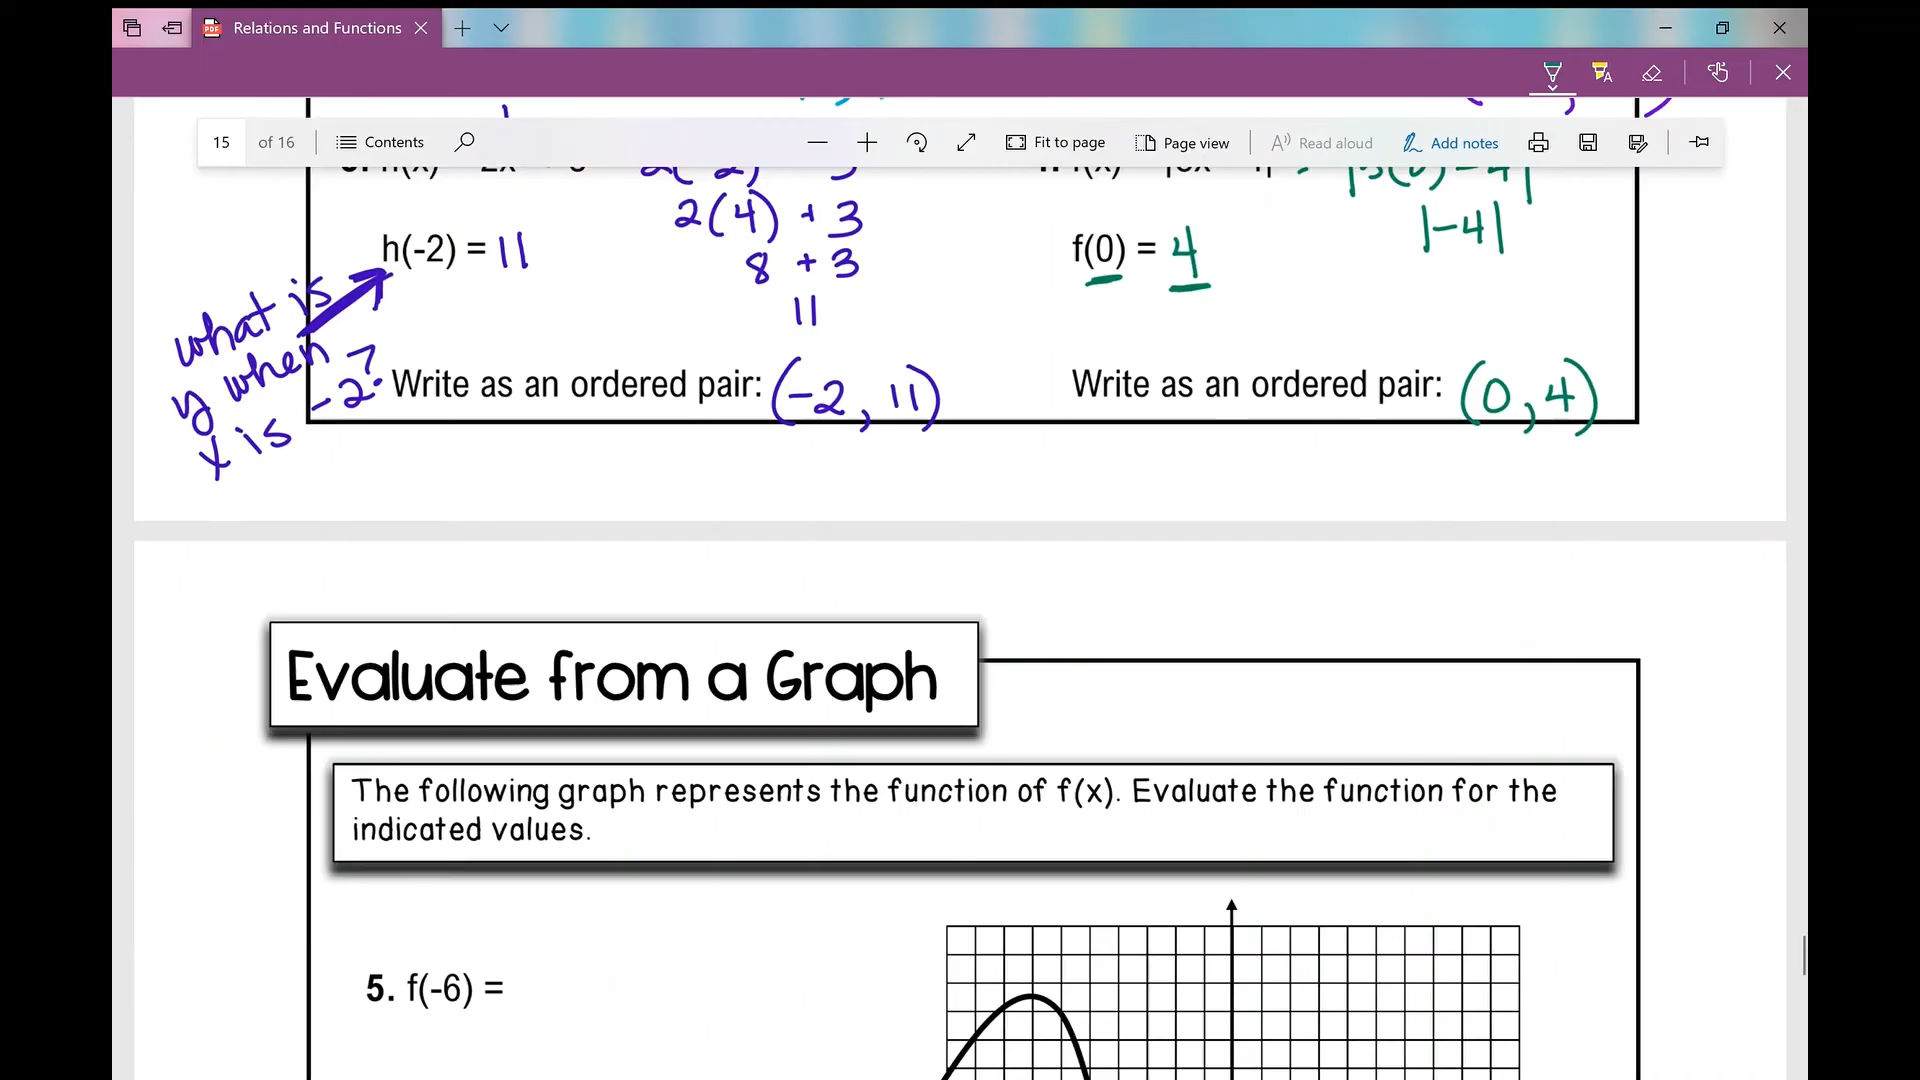 Relations and Functions
15 of 16 Contents Fit to page Page view Read aloud Add notes
2(4) + 3
|-4|
h(-2) = 11
f(0) = 4
8 + 3
11
what is
y when
x is -2?
Write as an ordered pair: (-2, 11)
Write as an ordered pair: (0, 4)
Evaluate from a Graph
The following graph represents the function of f(x). Evaluate the function for the
indicated values.
5. f(-6) =